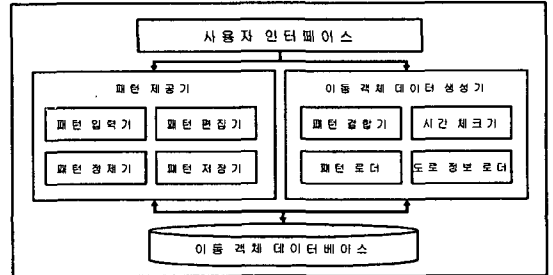 사용자 인터페이스
패턴 제공기
이동 객체 데이터 생성기
패턴 입력기
패턴 편집기
패턴 결합기
시간 체크기
패턴 정제기
패턴 저장기
패턴 로더
도로 정보 로더
이동 객체 데이터베이스